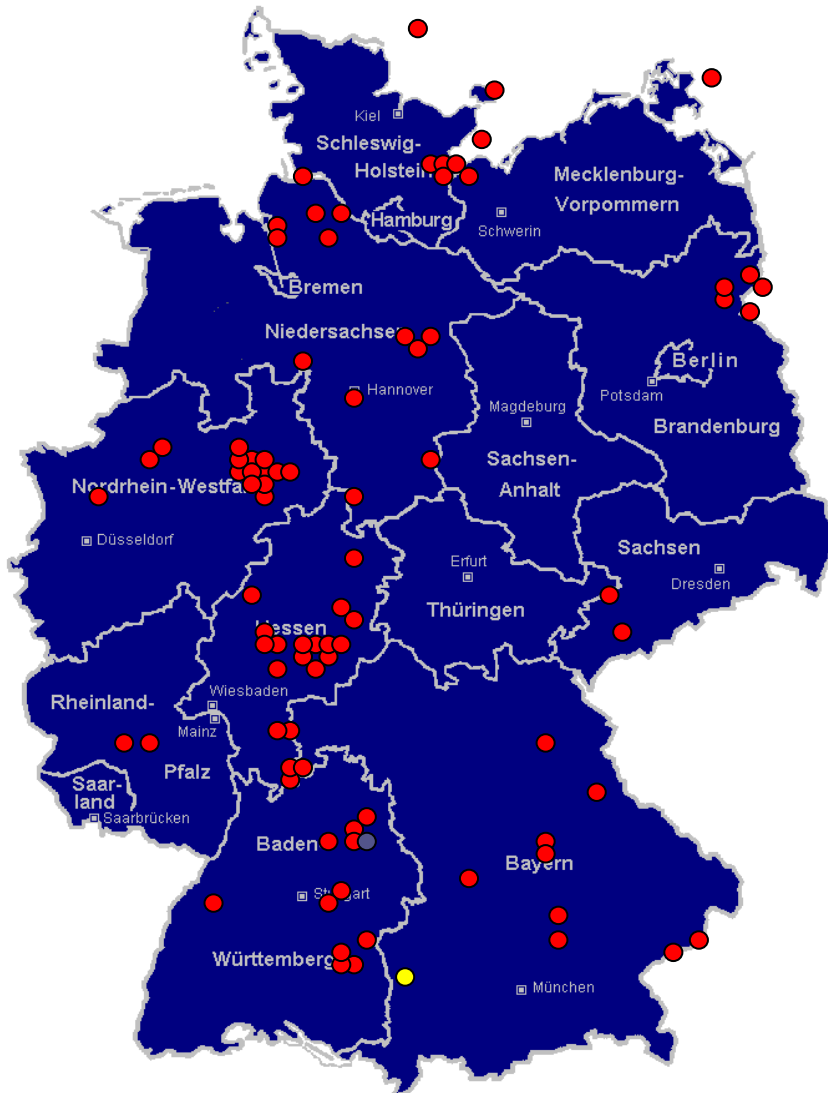 Kiel
Schleswig-
Holstein
Mecklenburg-
Vorpommern
Hamburg
Schwerin
Bremen
Niedersachsen
Berlin
Hannover
Potsdam
Magdeburg
Brandenburg
Nordrhein-Westfalen
Sachsen-
Anhalt
Düsseldorf
Sachsen
Erfurt
Dresden
Thüringen
Hessen
Wiesbaden
Rheinland-
Mainz
Pfalz
Saar-
land
Saarbrücken
Baden
Bayern
Stuttgart
Württemberg
München